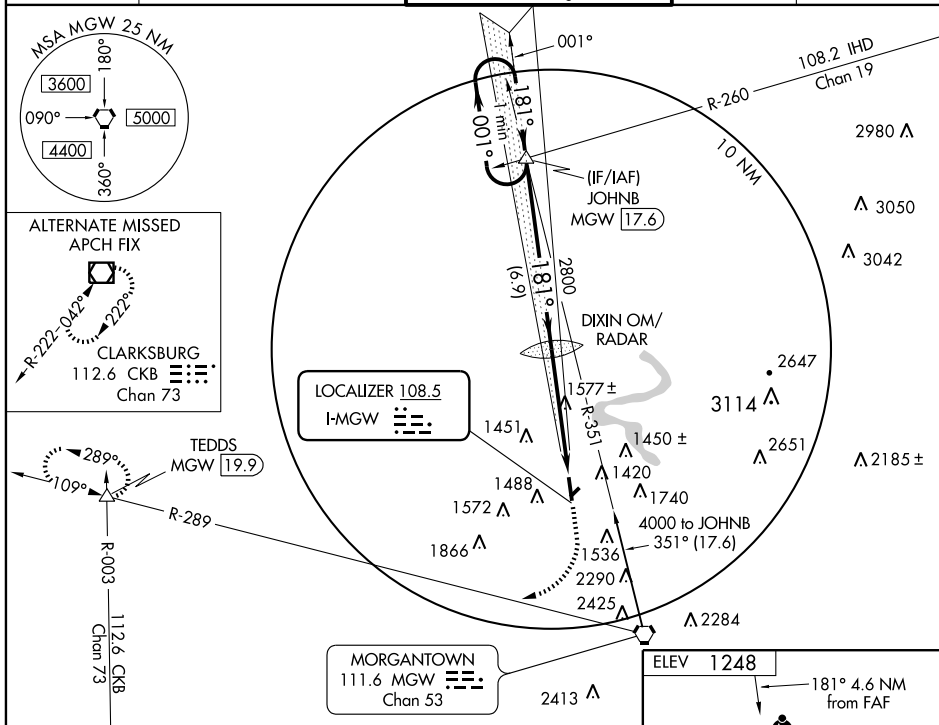 MSA MGW 25 NM
180°
3600
090°
5000
4400
360°
001°
108.2 IHD
Chan 19
R-260
181°
1 min
001°
10 NM
2980
(IF/IAF)
JOHNB
MGW 17.6
3050
3042
ALTERNATE MISSED
APCH FIX
R-222
042°
222°
CLARKSBURG
112.6 CKB
Chan 73
181°
(6.9)
2800
DIXIN OM/
RADAR
2647
3114
LOCALIZER 108.5
I-MGW
1577 ±
R-351
1451
1450 ±
2651
2185 ±
1420
TEDDS
MGW 19.9
289°
109°
1488
1740
1572
R-289
4000 to JOHNB
351° (17.6)
1866
1536
R-003
2290
2425
2284
112.6 CKB
Chan 73
MORGANTOWN
111.6 MGW
Chan 53
2413
ELEV 1248
181° 4.6 NM
from FAF